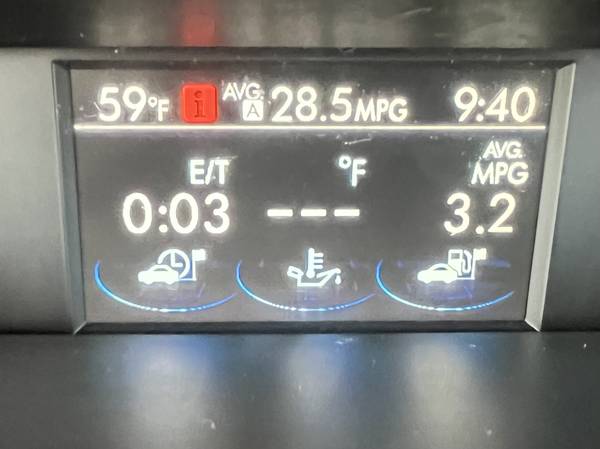 59°F i AVG. A 28.5MPG 9:40
E/T °F AVG. MPG
0:03 --- 3.2